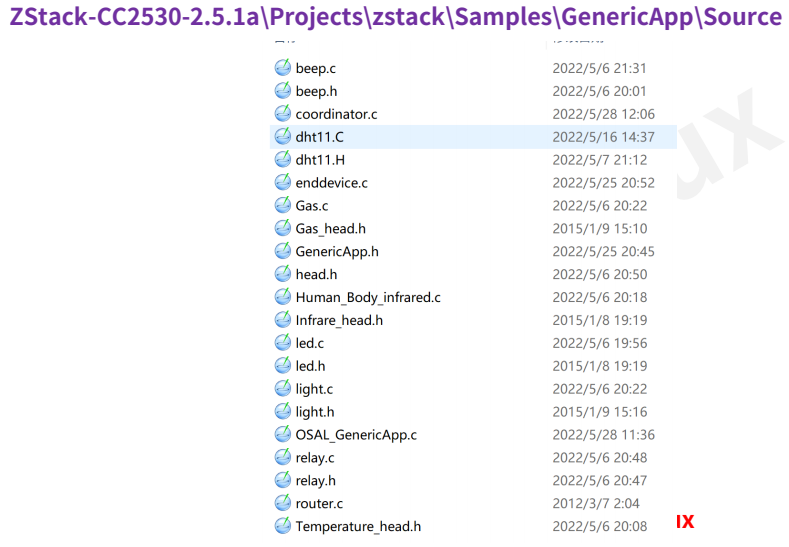 ZStack-CC2530-2.5.1a\Projects\zstack\Samples\GenericApp\Source
beep.c 2022/5/6 21:31
beep.h 2022/5/6 20:01
coordinator.c 2022/5/28 12:06
dht11.C 2022/5/16 14:37
dht11.H 2022/5/7 21:12
enddevice.c 2022/5/25 20:52
Gas.c 2022/5/6 20:22
Gas_head.h 2015/1/9 15:10
GenericApp.h 2022/5/25 20:45
head.h 2022/5/6 20:50
Human_Body_infrared.c 2022/5/6 20:18
Infrare_head.h 2015/1/8 19:19
led.c 2022/5/6 19:56
led.h 2015/1/8 19:19
light.c 2022/5/6 20:22
light.h 2015/1/9 15:16
OSAL_GenericApp.c 2022/5/28 11:36
relay.c 2022/5/6 20:48
relay.h 2022/5/6 20:47
router.c 2012/3/7 2:04
Temperature_head.h 2022/5/6 20:08